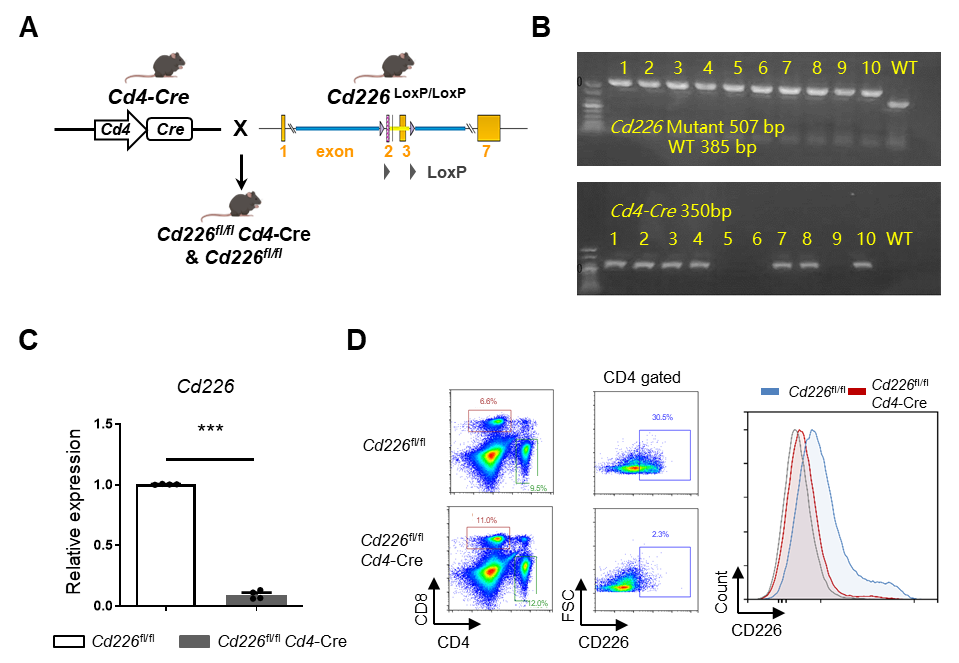 A
Cd4-Cre
Cd4 Cre
X
Cd226 LoxP/LoxP
1 exon 2 3 7
LoxP
Cd226fl/fl Cd4-Cre
& Cd226fl/fl
B
1 2 3 4 5 6 7 8 9 10 WT
Cd226 Mutant 507 bp
WT 385 bp
Cd4-Cre 350bp
1 2 3 4 5 6 7 8 9 10 WT
C
Cd226
Relative expression
1.5
1.0
0.5
0.0
***
Cd226fl/fl
Cd226fl/fl Cd4-Cre
D
CD4 gated
Cd226fl/fl
6.6%
9.5%
30.5%
Cd226fl/fl
Cd4-Cre
11.0%
12.0%
2.3%
CD8
CD4
FSC
CD226
Cd226fl/fl
Cd226fl/fl
Cd4-Cre
Count
CD226